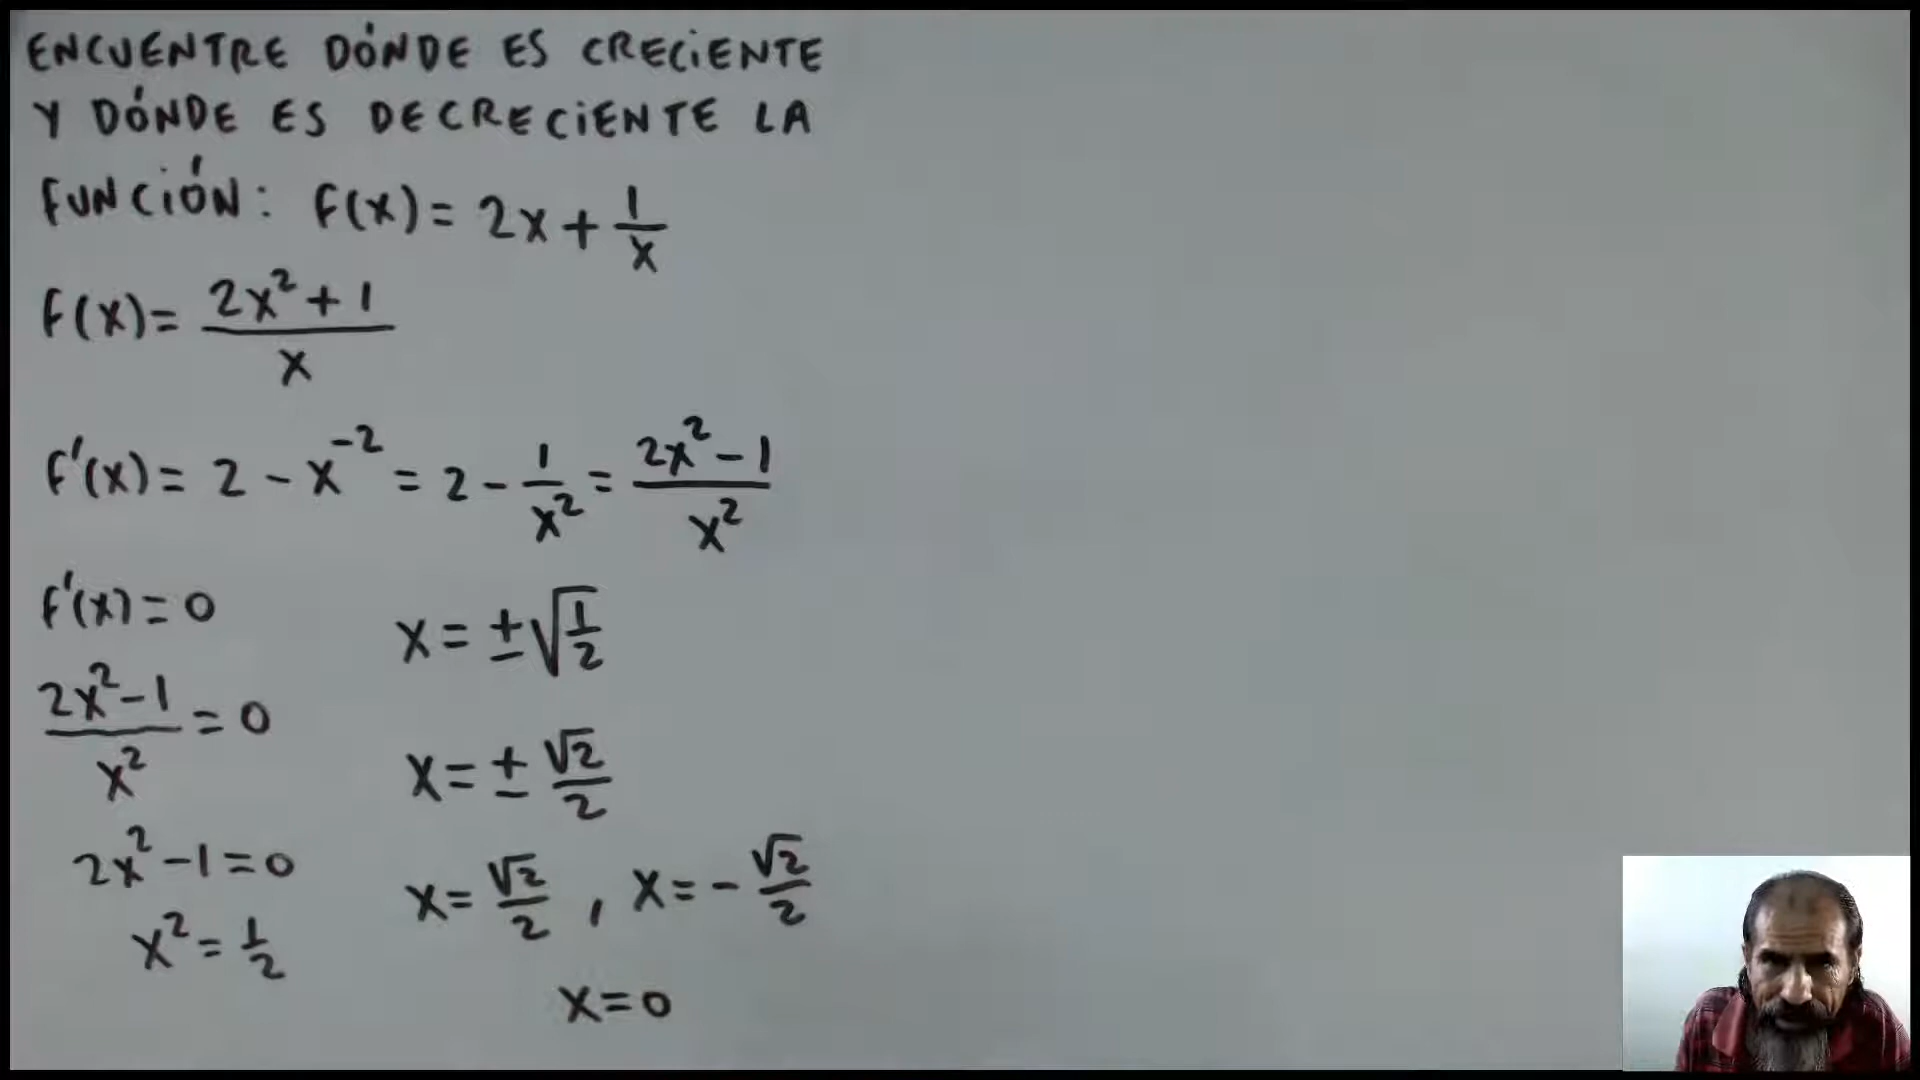 ENCUENTRE DÓNDE ES CRECiENTE
Y DÓNDE ES DECRECiENTE LA
FUNCiÓN: F(x) = 2x + 1/x
F(x) = (2x² + 1)/x
F'(x) = 2 - x⁻² = 2 - 1/x² = (2x² - 1)/x²
F'(x) = 0
(2x² - 1)/x² = 0
2x² - 1 = 0
x² = 1/2
x = ± √(1/2)
x = ± √2/2
x = √2/2 , x = - √2/2
x = 0